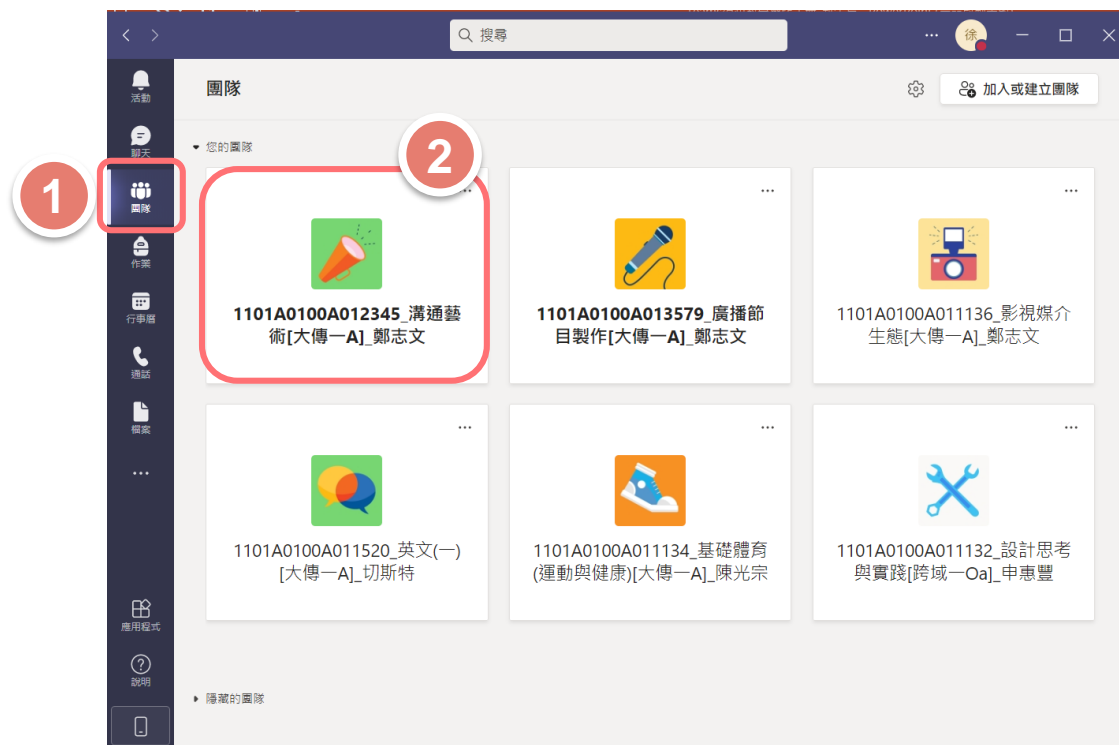 搜尋
徐
活動
聊天
團隊
作業
行事曆
通話
檔案
應用程式
說明
團隊
加入或建立團隊
您的團隊
1
2
1101A0100A012345_溝通藝
術[大傳一A]_鄭志文
1101A0100A013579_廣播節
目製作[大傳一A]_鄭志文
1101A0100A011136_影視媒介
生態[大傳一A]_鄭志文
1101A0100A011520_英文(一)
[大傳一A]_切斯特
1101A0100A011134_基礎體育
(運動與健康)[大傳一A]_陳光宗
1101A0100A011132_設計思考
與實踐[跨域一Oa]_申惠豐
隱藏的團隊